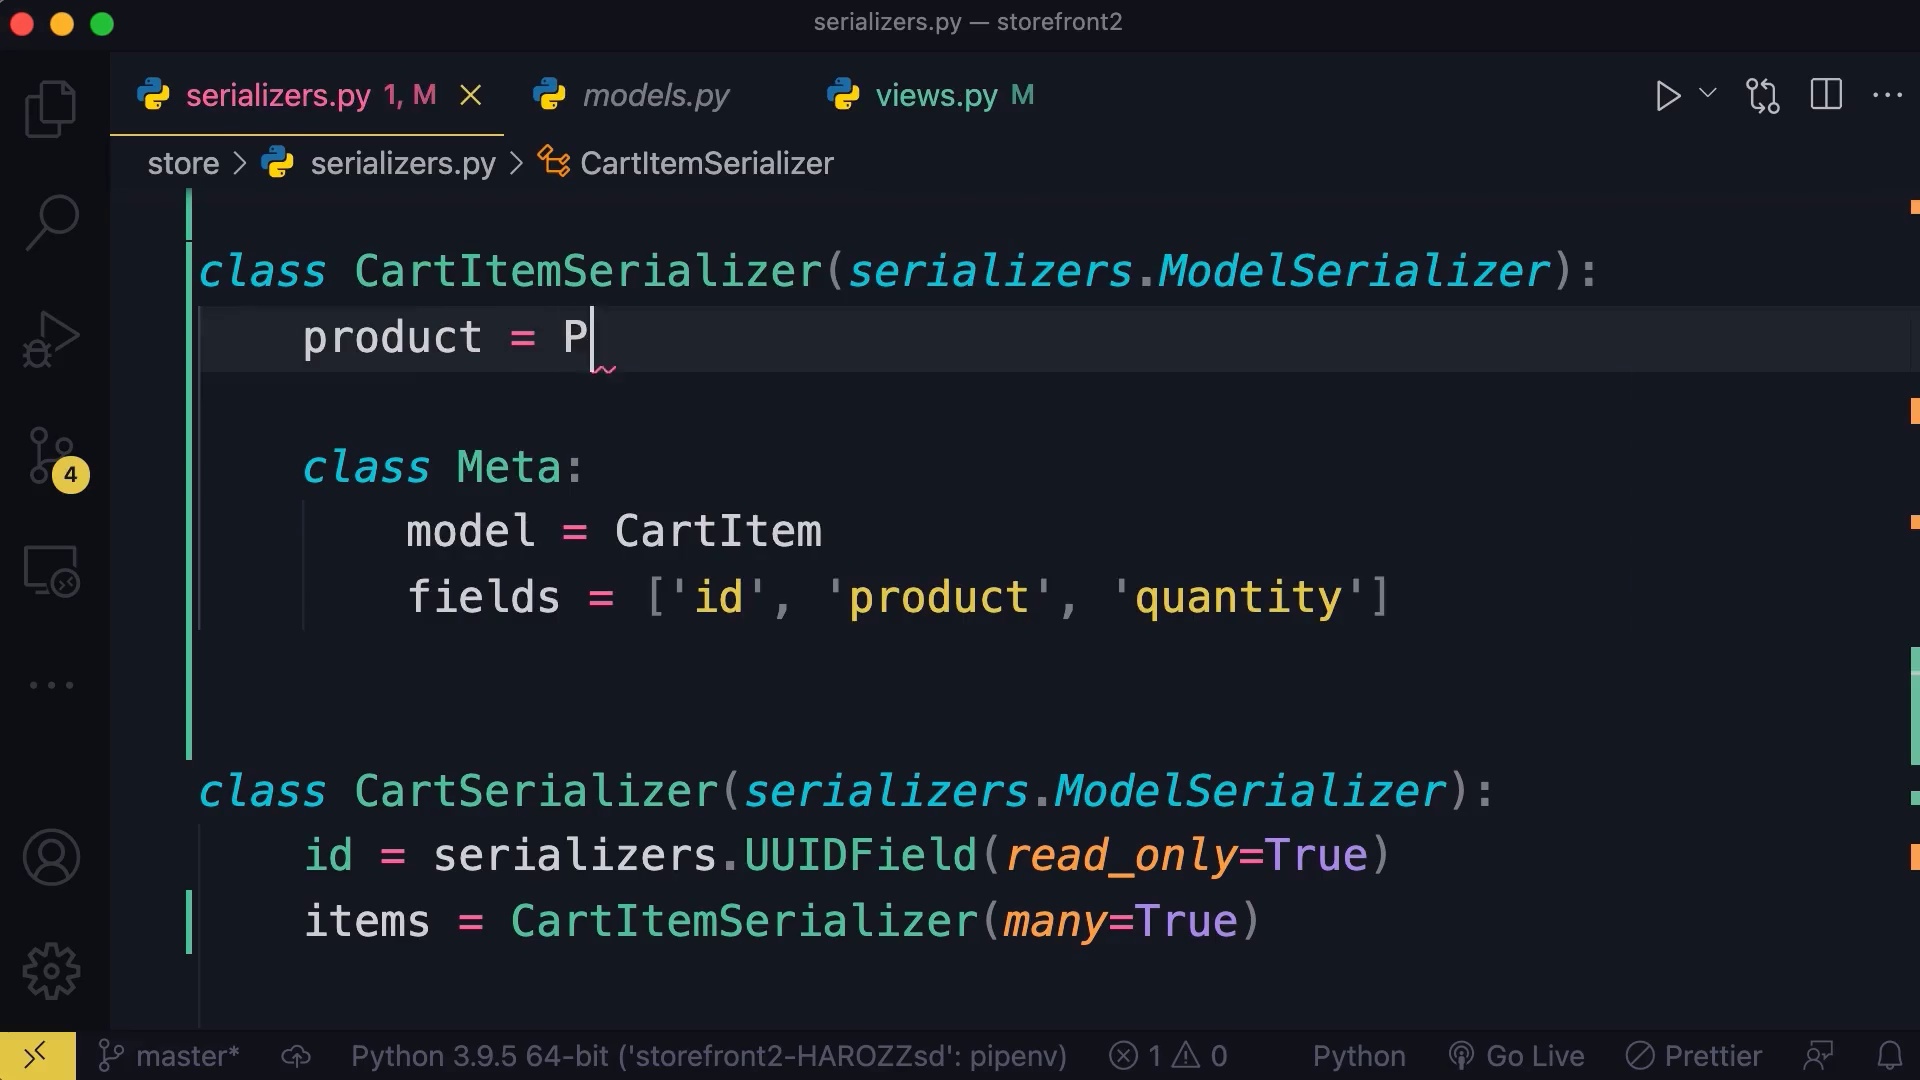 serializers.py — storefront2
serializers.py 1, M models.py views.py M
store > serializers.py > CartItemSerializer
class CartItemSerializer(serializers.ModelSerializer):
product = P
class Meta:
model = CartItem
fields = ['id', 'product', 'quantity']
class CartSerializer(serializers.ModelSerializer):
id = serializers.UUIDField(read_only=True)
items = CartItemSerializer(many=True)
4
master* Python 3.9.5 64-bit ('storefront2-HAROZZsd': pipenv) 1 0 Python Go Live Prettier